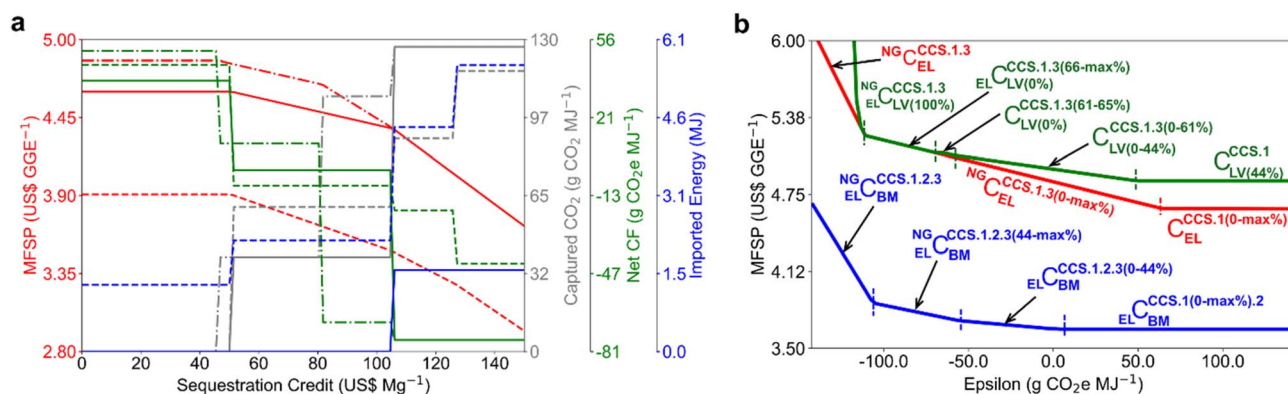 a
5.00
4.45
3.90
3.35
2.80
MFSP (US$ GGE⁻¹)
0 20 40 60 80 100 120 140
Sequestration Credit (US$ Mg⁻¹)
130
97
65
32
0
Captured CO₂ (g CO₂ MJ⁻¹)
56
21
-13
-47
-81
Net CF (g CO₂e MJ⁻¹)
6.1
4.6
3.1
1.5
0.0
Imported Energy (MJ)
b
6.00
5.38
4.75
4.12
3.50
MFSP (US$ GGE⁻¹)
-100.0 -50.0 0.0 50.0 100.0
Epsilon (g CO₂e MJ⁻¹)
NG C CCS.1.3 EL
NG EL C CCS.1.3 LV(100%)
EL C CCS.1.3(66-max%) LV(0%)
C CCS.1.3(61-65%) LV(0%)
C CCS.1.3(0-61%) LV(0-44%)
C CCS.1 LV(44%)
NG C CCS.1.3(0-max%) EL
C CCS.1(0-max%) EL
NG EL C CCS.1.2.3 BM
NG EL C CCS.1.2.3(44-max%) BM
EL C CCS.1.2.3(0-44%) BM
EL C CCS.1(0-max%).2 BM